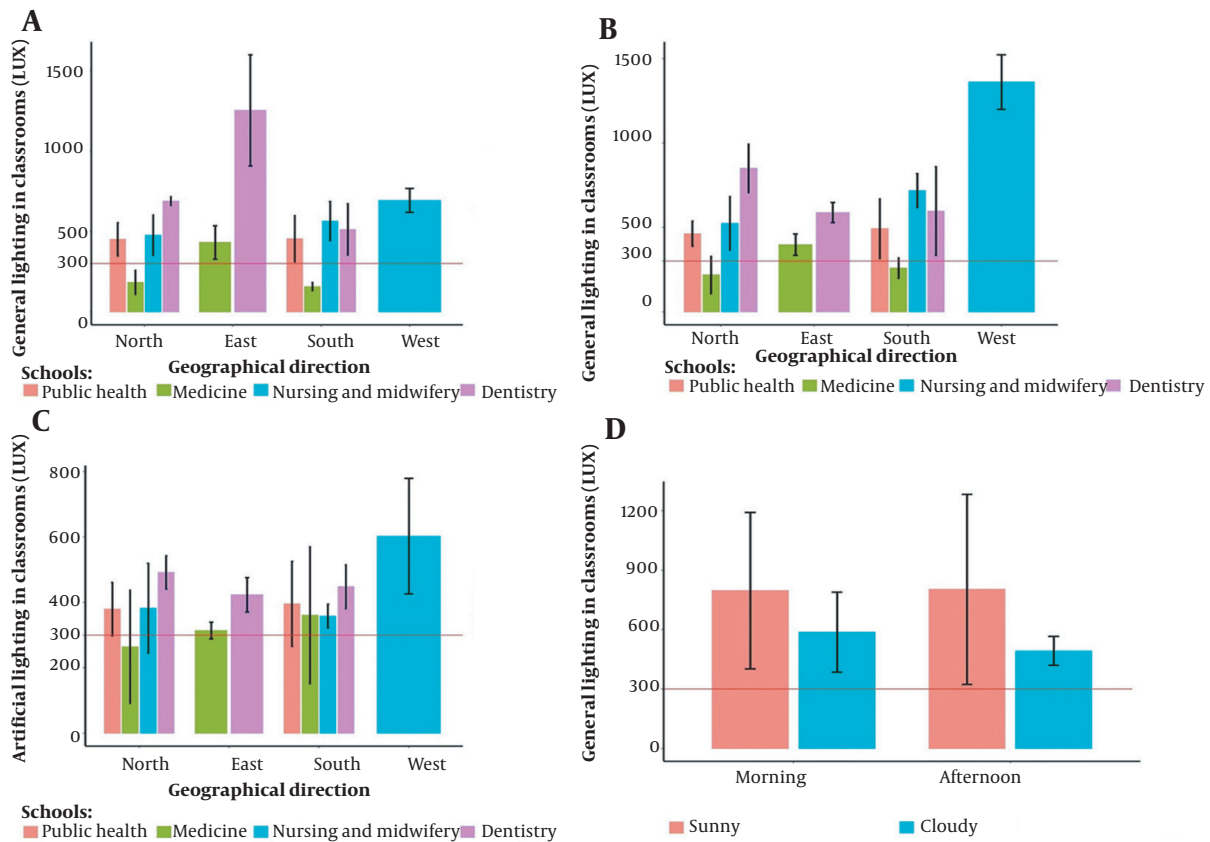 A
General lighting in classrooms (LUX)
1500
1000
500
300
0
North East South West
Geographical direction
Schools:
Public health Medicine Nursing and midwifery Dentistry
B
General lighting in classrooms (LUX)
1500
1000
500
300
0
North East South West
Geographical direction
Schools:
Public health Medicine Nursing and midwifery Dentistry
C
Artificial lighting in classrooms (LUX)
800
600
400
300
200
0
North East South West
Geographical direction
Schools:
Public health Medicine Nursing and midwifery Dentistry
D
General lighting in classrooms (LUX)
1200
900
600
300
0
Morning Afternoon
Sunny Cloudy